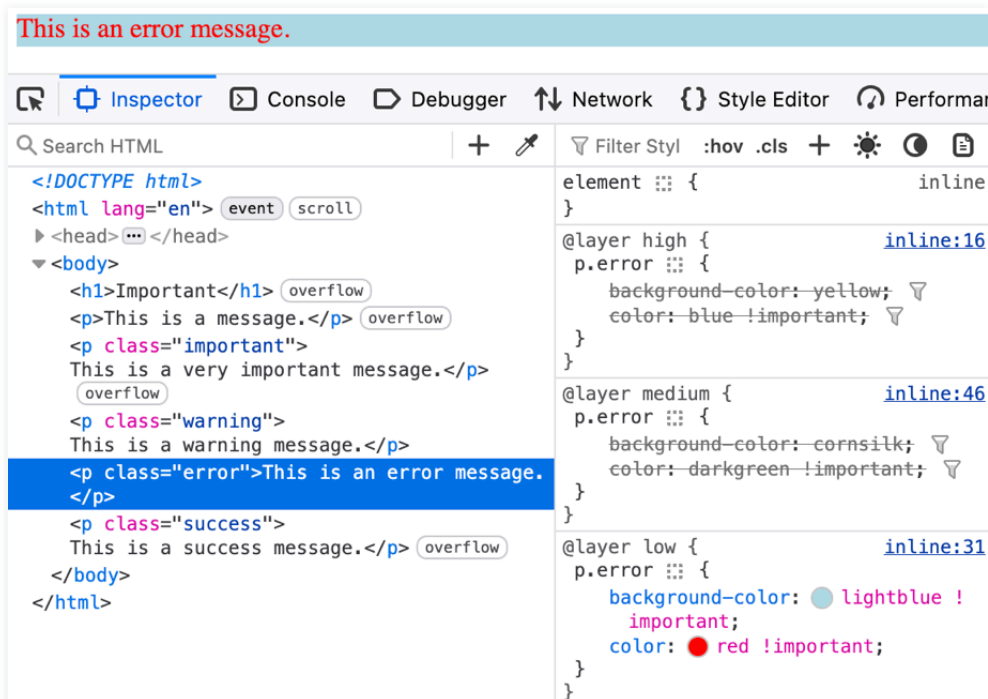 This is an error message.
Inspector Console Debugger Network {} Style Editor Performan
Search HTML + Filter Styl :hov .cls +
<!DOCTYPE html>
<html lang="en"> event scroll
<head> ••• </head>
<body>
<h1>Important</h1> overflow
<p>This is a message.</p> overflow
<p class="important">
This is a very important message.</p>
overflow
<p class="warning">
This is a warning message.</p>
<p class="error">This is an error message.
</p>
<p class="success">
This is a success message.</p> overflow
</body>
</html>
element { inline
}
@layer high { inline:16
p.error {
background-color: yellow;
color: blue !important;
}
}
@layer medium { inline:46
p.error {
background-color: cornsilk;
color: darkgreen !important;
}
}
@layer low { inline:31
p.error {
background-color: lightblue !
important;
color: red !important;
}
}